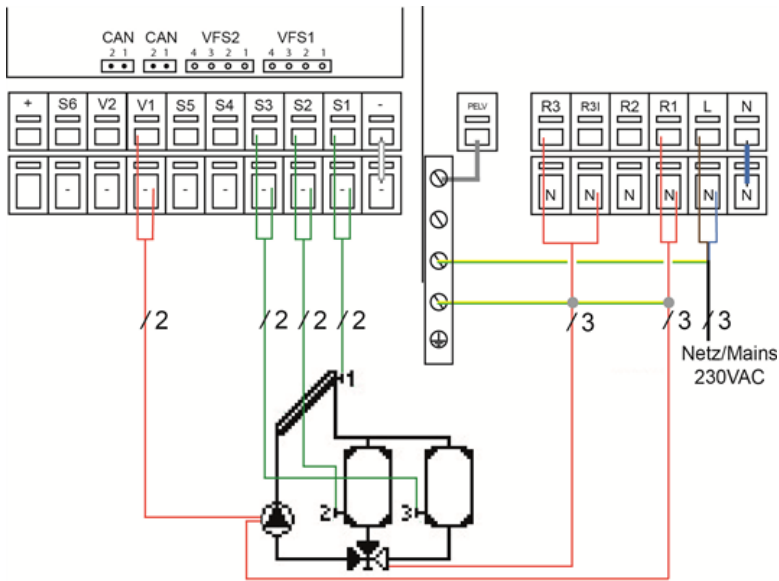 CAN CAN VFS2 VFS1
2 1 2 1 4 3 2 1 4 3 2 1
+ S6 V2 V1 S5 S4 S3 S2 S1 -
- - - - - - - - -
PELV
R3 R3I R2 R1 L N
N N N N N N
/2 /2 /2 /2
/3 /3 /3
Netz/Mains
230VAC
1
2 3